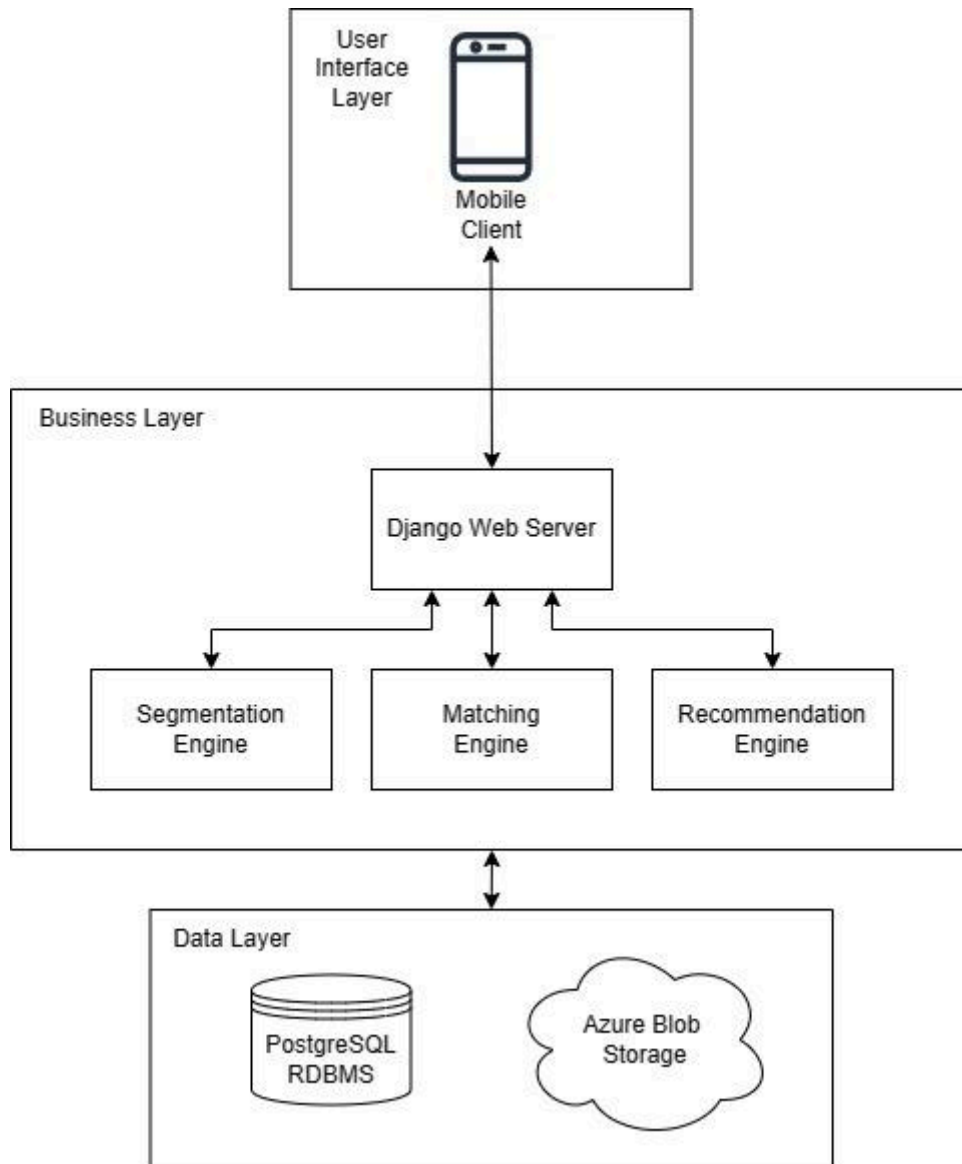 User
Interface
Layer
Mobile
Client
Business Layer
Django Web Server
Segmentation
Engine
Matching
Engine
Recommendation
Engine
Data Layer
PostgreSQL
RDBMS
Azure Blob
Storage